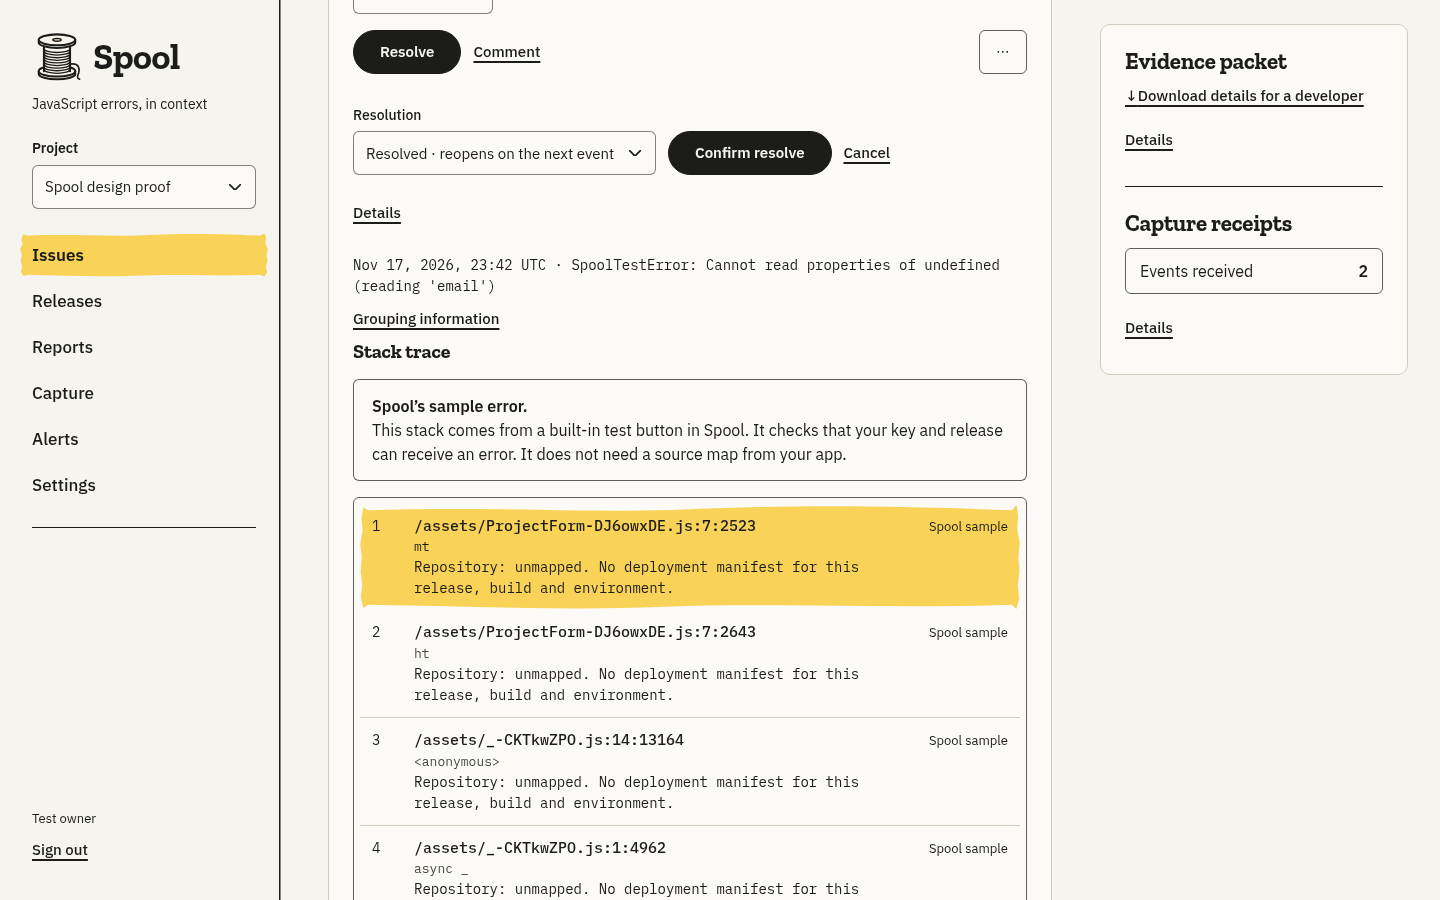 Spool
JavaScript errors, in context
Project
Spool design proof
Issues
Releases
Reports
Capture
Alerts
Settings
Test owner
Sign out
Resolve
Comment
...
Resolution
Resolved · reopens on the next event
Confirm resolve
Cancel
Details
Nov 17, 2026, 23:42 UTC · SpoolTestError: Cannot read properties of undefined
(reading 'email')
Grouping information
Stack trace
Spool’s sample error.
This stack comes from a built-in test button in Spool. It checks that your key and release
can receive an error. It does not need a source map from your app.
1 /assets/ProjectForm-DJ6owxDE.js:7:2523 Spool sample
mt
Repository: unmapped. No deployment manifest for this
release, build and environment.
2 /assets/ProjectForm-DJ6owxDE.js:7:2643 Spool sample
ht
Repository: unmapped. No deployment manifest for this
release, build and environment.
3 /assets/_-CKTkwZPO.js:14:13164 Spool sample
<anonymous>
Repository: unmapped. No deployment manifest for this
release, build and environment.
4 /assets/_-CKTkwZPO.js:1:4962 Spool sample
async _
Repository: unmapped. No deployment manifest for this
Evidence packet
↓Download details for a developer
Details
Capture receipts
Events received 2
Details